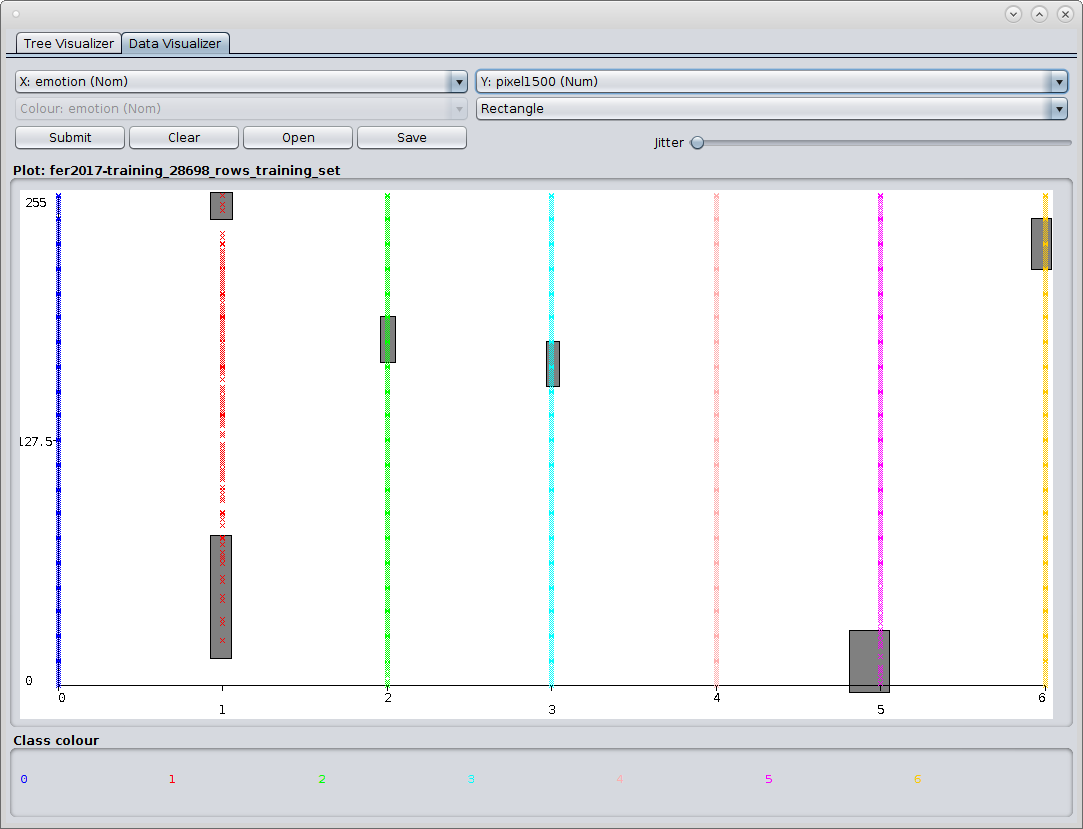 Tree Visualizer Data Visualizer
X: emotion (Nom) Y: pixel1500 (Num)
Colour: emotion (Nom) Rectangle
Submit Clear Open Save Jitter
Plot: fer2017-training_28698_rows_training_set
255
127.5
0
0 2 4 6
1 3 5
Class colour
0 1 2 3 4 5 6